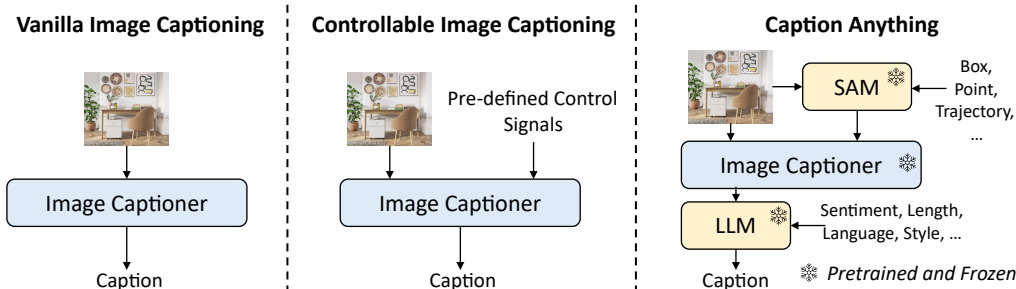 Vanilla Image Captioning
Image Captioner
Caption
Controllable Image Captioning
Pre-defined Control
Signals
Image Captioner
Caption
Caption Anything
SAM
Box,
Point,
Trajectory,
...
Image Captioner
LLM
Sentiment, Length,
Language, Style, ...
Caption
Pretrained and Frozen